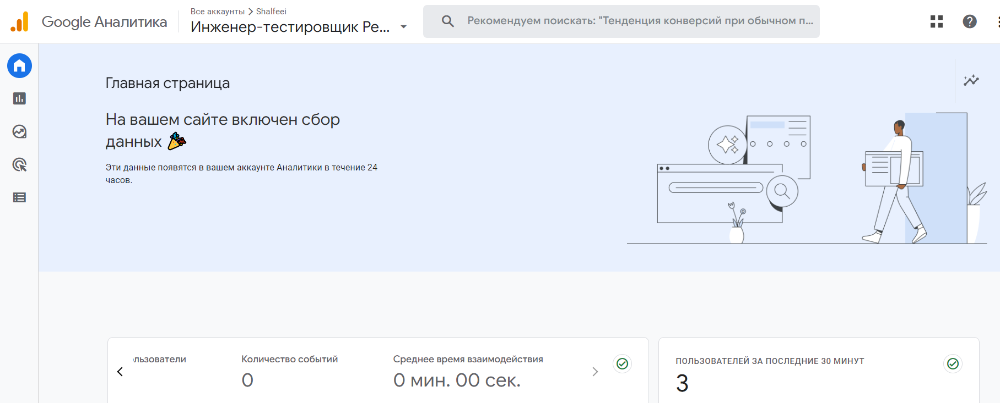 Google Аналитика
Все аккаунты > Shalfeei
Инженер-тестировщик Ре...
Рекомендуем поискать: "Тенденция конверсий при обычном п...
Главная страница
На вашем сайте включен сбор
данных
Эти данные появятся в вашем аккаунте Аналитики в течение 24
часов.
ользователи
Количество событий
0
Среднее время взаимодействия
0 мин. 00 сек.
ПОЛЬЗОВАТЕЛЕЙ ЗА ПОСЛЕДНИЕ 30 МИНУТ
3